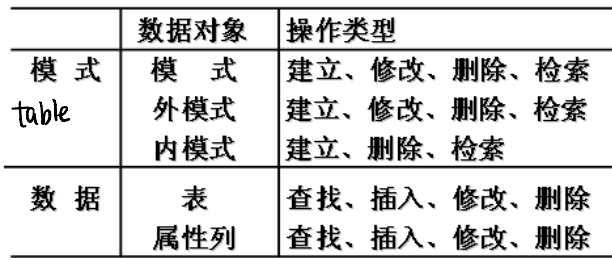 数据对象 操作类型
模 式 模 式 建立、修改、删除、检索
table 外模式 建立、修改、删除、检索
内模式 建立、删除、检索
数 据 表 查找、插入、修改、删除
属性列 查找、插入、修改、删除